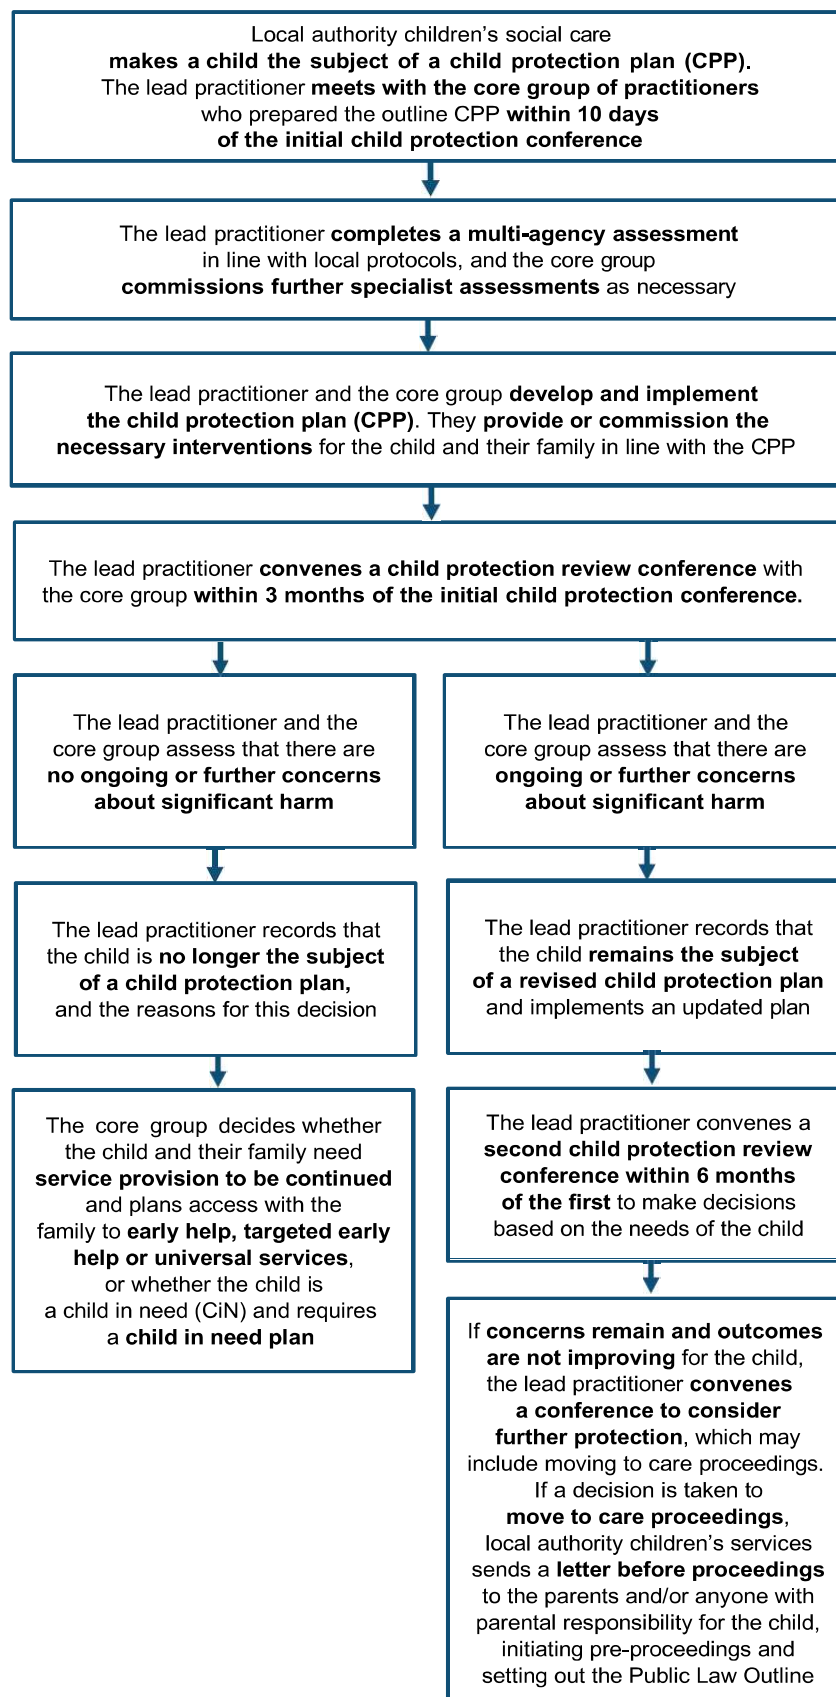 Local authority children's social care
makes a child the subject of a child protection plan (CPP).
The lead practitioner meets with the core group of practitioners
who prepared the outline CPP within 10 days
of the initial child protection conference
The lead practitioner completes a multi-agency assessment
in line with local protocols, and the core group
commissions further specialist assessments as necessary
The lead practitioner and the core group develop and implement
the child protection plan (CPP). They provide or commission the
necessary interventions for the child and their family in line with the CPP
The lead practitioner convenes a child protection review conference with
the core group within 3 months of the initial child protection conference.
The lead practitioner and the
core group assess that there are
no ongoing or further concerns
about significant harm
The lead practitioner records that
the child is no longer the subject
of a child protection plan,
and the reasons for this decision
The core group decides whether
the child and their family need
service provision to be continued
and plans access with the
family to early help, targeted early
help or universal services,
or whether the child is
a child in need (CiN) and requires
a child in need plan
The lead practitioner and the
core group assess that there are
ongoing or further concerns
about significant harm
The lead practitioner records that
the child remains the subject
of a revised child protection plan
and implements an updated plan
The lead practitioner convenes a
second child protection review
conference within 6 months
of the first to make decisions
based on the needs of the child
If concerns remain and outcomes
are not improving for the child,
the lead practitioner convenes
a conference to consider
further protection, which may
include moving to care proceedings.
If a decision is taken to
move to care proceedings,
local authority children's services
sends a letter before proceedings
to the parents and/or anyone with
parental responsibility for the child,
initiating pre-proceedings and
setting out the Public Law Outline